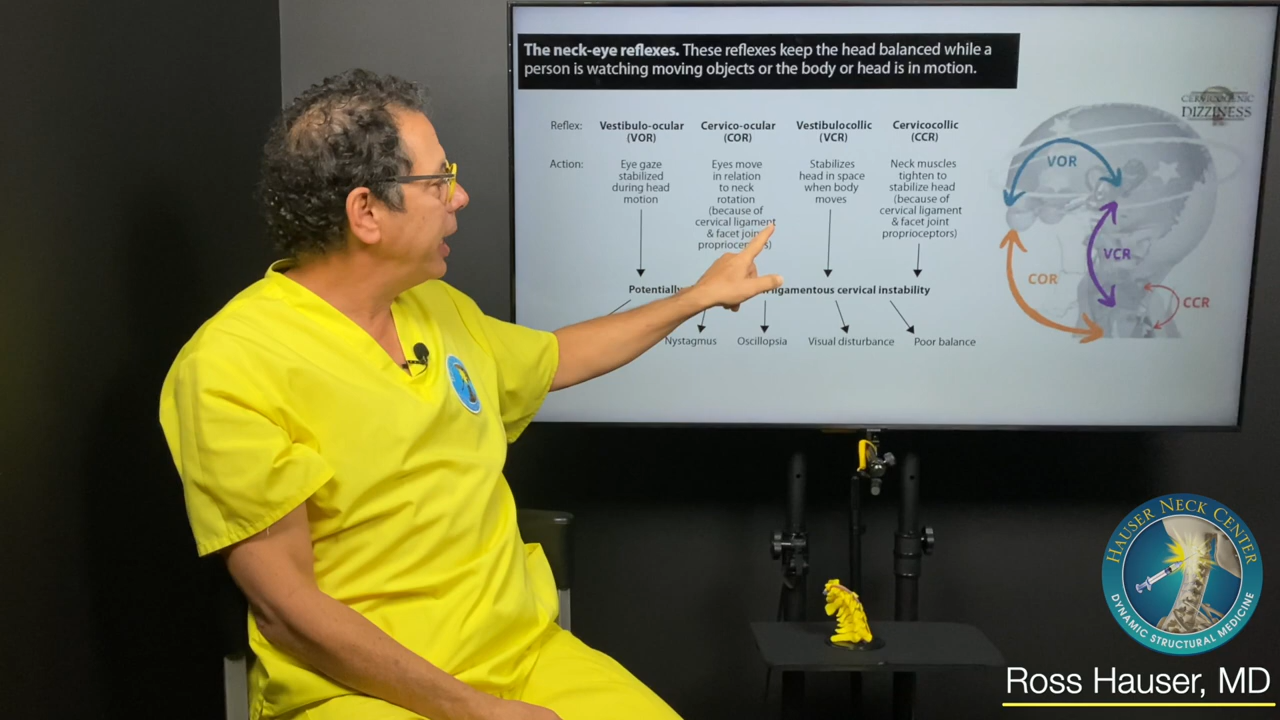 The neck-eye reflexes. These reflexes keep the head balanced while a
person is watching moving objects or the body or head is in motion.
CERVICOGENIC
DIZZINESS
Reflex:
Vestibulo-ocular
(VOR)
Cervico-ocular
(COR)
Vestibulocollic
(VCR)
Cervicocollic
(CCR)
Action:
Eye gaze
stabilized
during head
motion
Eyes move
in relation
to neck
rotation
(because of
cervical ligament
& facet joint
Stabilizes
head in space
when body
moves
Neck muscles
tighten to
stabilize head
(because of
cervical ligament
& facet joint
proprioceptors)
Potentially
ligamentous cervical instability
Nystagmus
Oscillopsia
Visual disturbance
Poor balance
VOR
VCR
COR
CCR
HAUSER NECK CENTER
DYNAMIC STRUCTURAL MEDICINE
Ross Hauser, MD